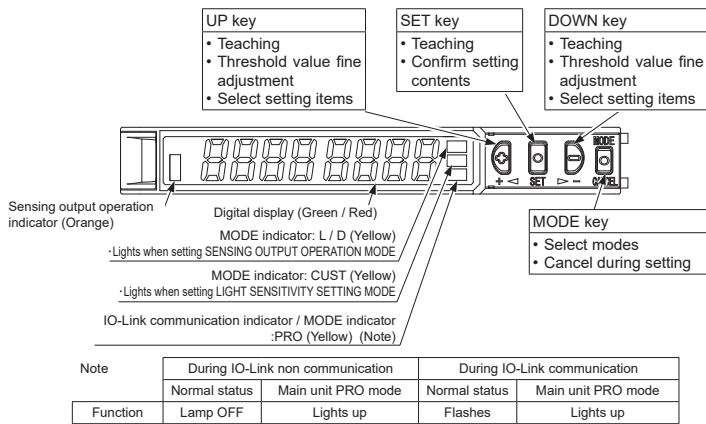 UP key
• Teaching
• Threshold value fine
adjustment
• Select setting items
SET key
• Teaching
• Confirm setting
contents
DOWN key
• Teaching
• Threshold value fine
adjustment
• Select setting items
MODE
+ ◁ SET ▷ −
CANCEL
Sensing output operation
indicator (Orange)
Digital display (Green / Red)
MODE indicator: L / D (Yellow)
・Lights when setting SENSING OUTPUT OPERATION MODE
MODE indicator: CUST (Yellow)
・Lights when setting LIGHT SENSITIVITY SETTING MODE
IO-Link communication indicator / MODE indicator
:PRO (Yellow) (Note)
MODE key
• Select modes
• Cancel during setting
Note
During IO-Link non communication During IO-Link communication
Normal status Main unit PRO mode Normal status Main unit PRO mode
Function Lamp OFF Lights up Flashes Lights up